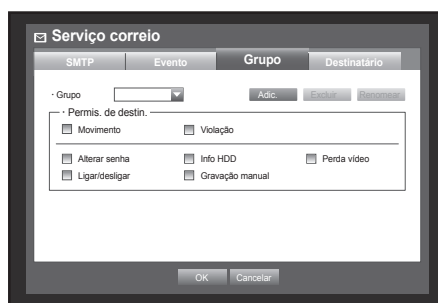 Serviço correio
SMTP Evento Grupo Destinatário
· Grupo Adic. Excluir Renomear
· Permis. de destin.
Movimento Violação
Alterar senha Info HDD Perda vídeo
Ligar/desligar Gravação manual
OK Cancelar